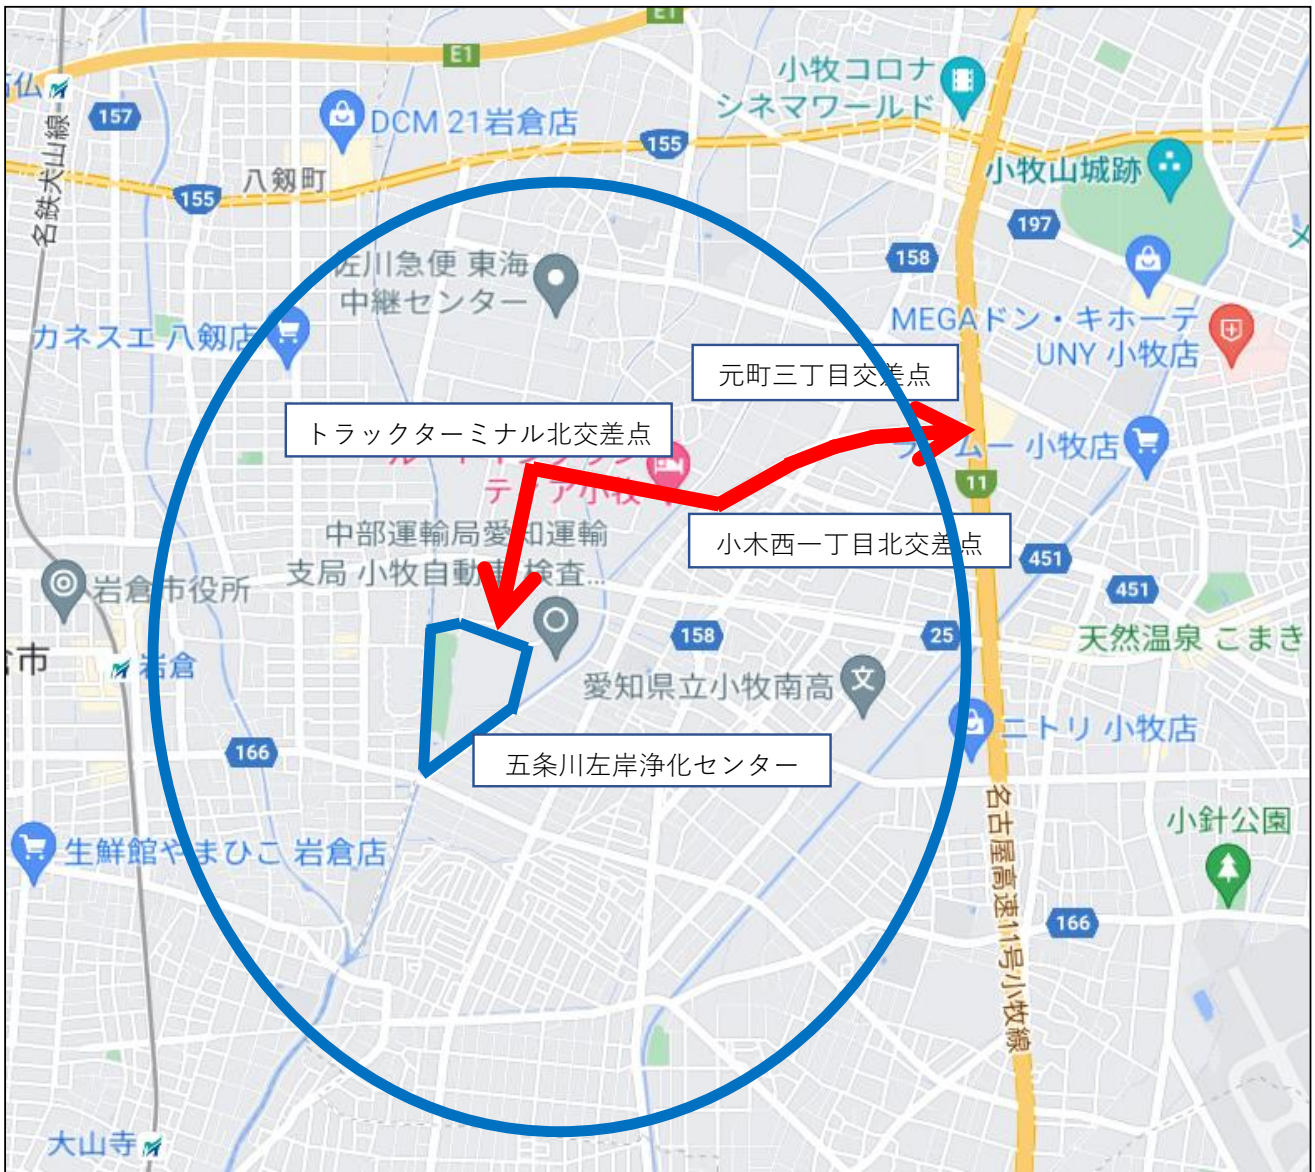 E1
E1
小牧コロナ
シネマワールド
仏
157
DCM 21岩倉店
155
名鉄犬山線
八剱町
155
小牧山城跡
197
158
佐川急便 東海
中継センター
カネスエ 八剱店
MEGAドン・キホーテ
UNY 小牧店
元町三丁目交差点
トラックターミナル北交差点
ティア小牧
ムー 小牧店
11
中部運輸局愛知運輸
支局 小牧自動車検査...
小木西一丁目北交差点
451
451
岩倉市役所
158
25
天然温泉 こまき
市
岩倉
愛知県立小牧南高
文
166
ニトリ 小牧店
五条川左岸浄化センター
名古屋高速11号小牧線
小針公園
生鮮館やまひこ 岩倉店
166
大山寺